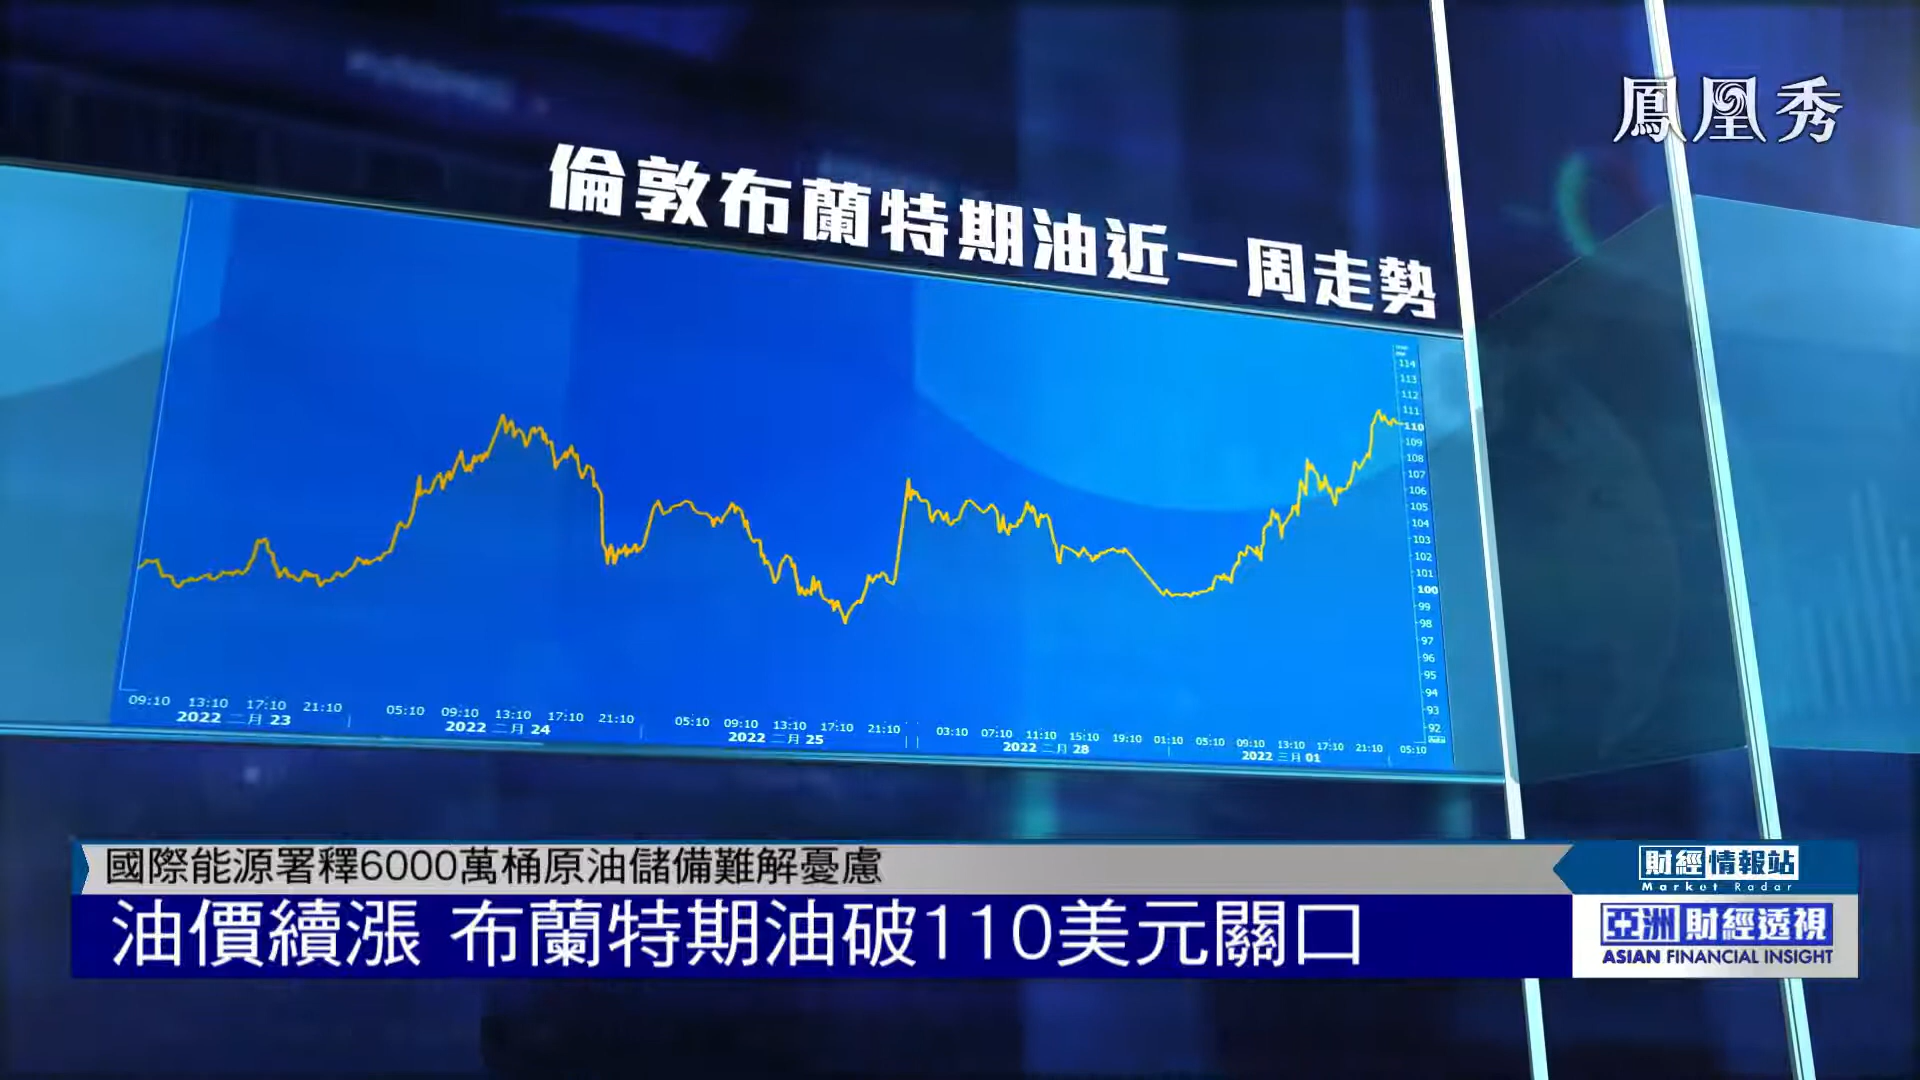 鳳凰秀
倫敦布蘭特期油近一周走勢
114
113
112
111
110
109
108
107
106
105
104
103
102
101
100
99
98
97
96
95
94
93
92
09:10 13:10 17:10 21:10 05:10 09:10 13:10 17:10 21:10 05:10 09:10 13:10 17:10 21:10 03:10 07:10 11:10 15:10 19:10 01:10 05:10 09:10 13:10 17:10 21:10 05:10
2022 二月 23 2022 二月 24 2022 二月 25 2022 二月 28 2022 三月 01
國際能源署釋6000萬桶原油儲備難解憂慮
財經情報站
Market Radar
油價續漲 布蘭特期油破110美元關口
亞洲財經透視
ASIAN FINANCIAL INSIGHT